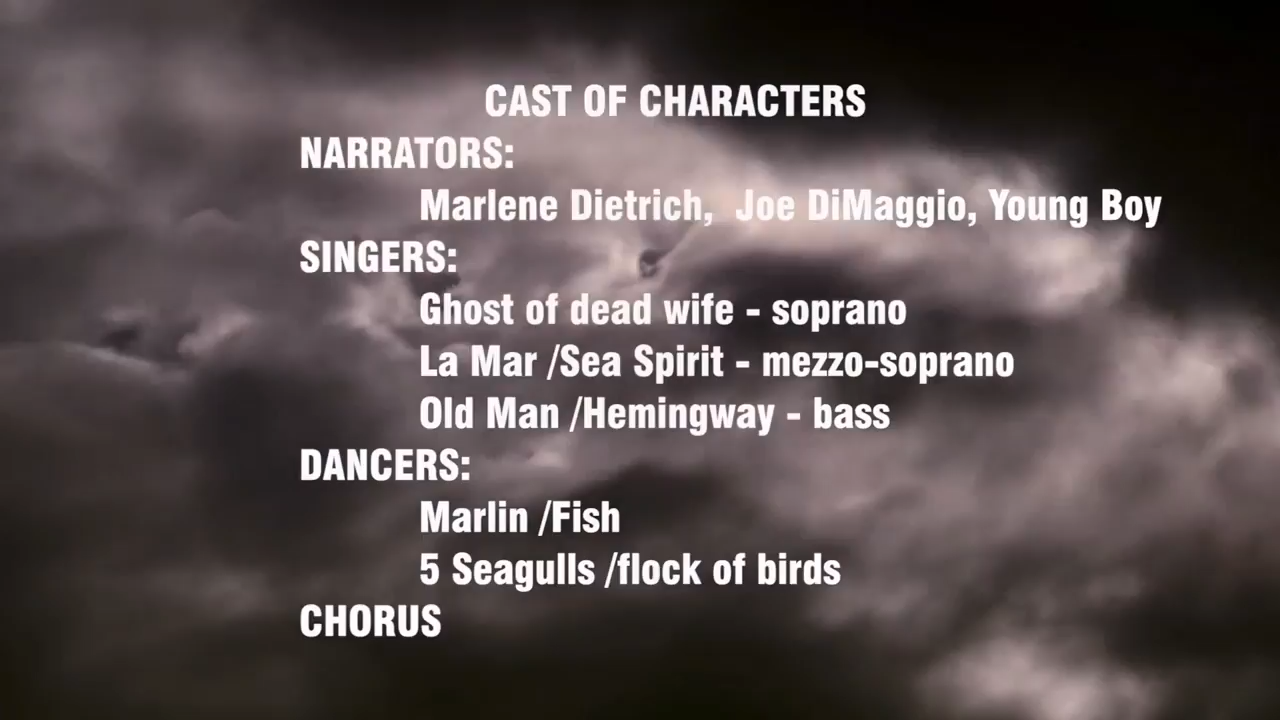 CAST OF CHARACTERS
NARRATORS:
Marlene Dietrich, Joe DiMaggio, Young Boy
SINGERS:
Ghost of dead wife - soprano
La Mar /Sea Spirit - mezzo-soprano
Old Man /Hemingway - bass
DANCERS:
Marlin /Fish
5 Seagulls /flock of birds
CHORUS